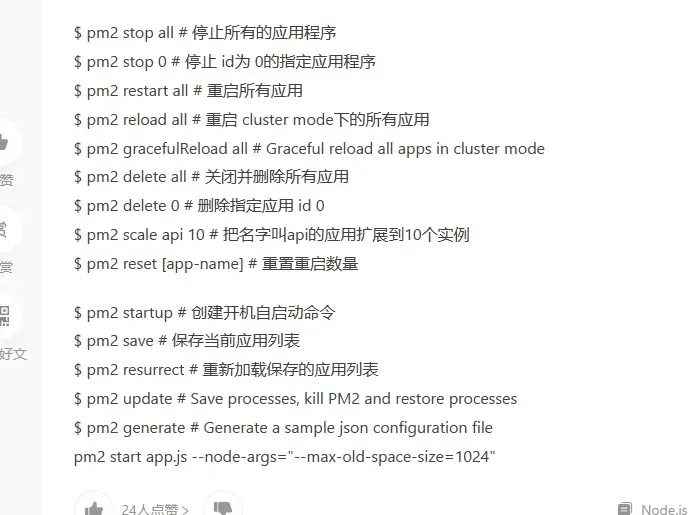 $ pm2 stop all # 停止所有的应用程序
$ pm2 stop 0 # 停止 id为 0的指定应用程序
$ pm2 restart all # 重启所有应用
$ pm2 reload all # 重启 cluster mode下的所有应用
$ pm2 gracefulReload all # Graceful reload all apps in cluster mode
$ pm2 delete all # 关闭并删除所有应用
$ pm2 delete 0 # 删除指定应用 id 0
$ pm2 scale api 10 # 把名字叫api的应用扩展到10个实例
$ pm2 reset [app-name] # 重置重启数量
$ pm2 startup # 创建开机自启动命令
$ pm2 save # 保存当前应用列表
$ pm2 resurrect # 重新加载保存的应用列表
$ pm2 update # Save processes, kill PM2 and restore processes
$ pm2 generate # Generate a sample json configuration file
pm2 start app.js --node-args="--max-old-space-size=1024"
赞
赏
赏
好文
24人点赞 >
Node.js